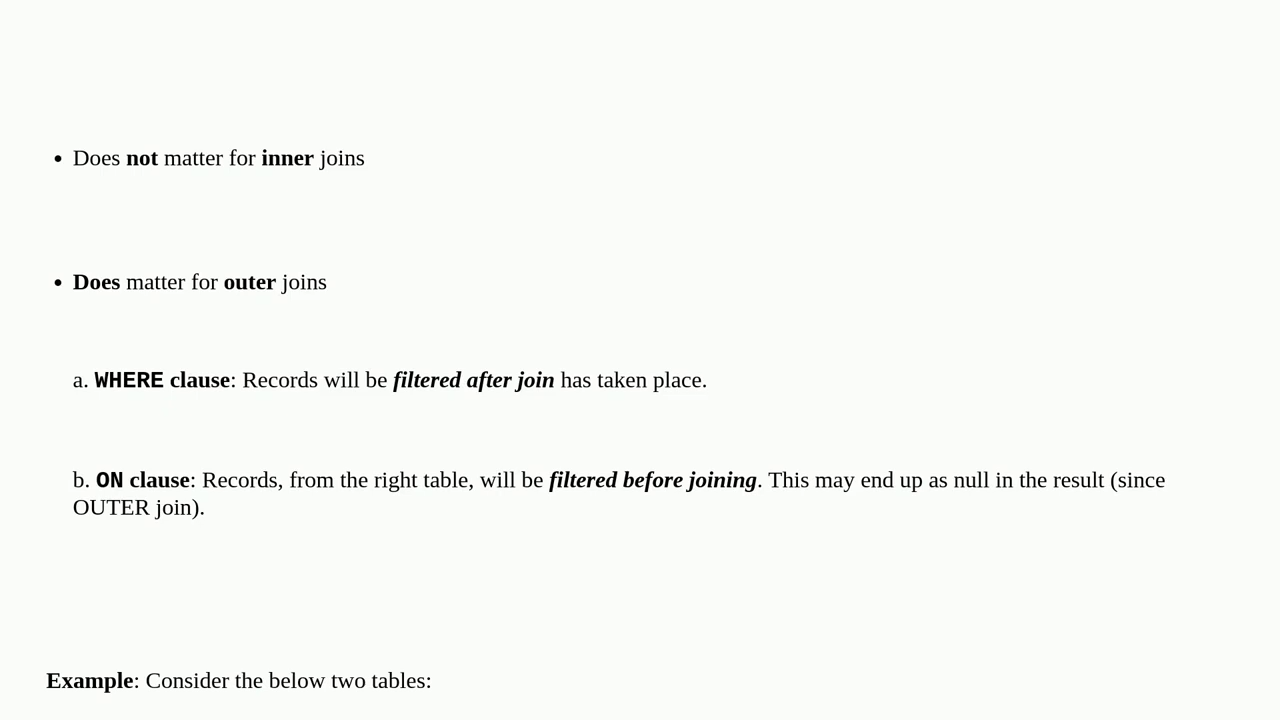 • Does not matter for inner joins
• Does matter for outer joins
a. WHERE clause: Records will be filtered after join has taken place.
b. ON clause: Records, from the right table, will be filtered before joining. This may end up as null in the result (since
OUTER join).
Example: Consider the below two tables: